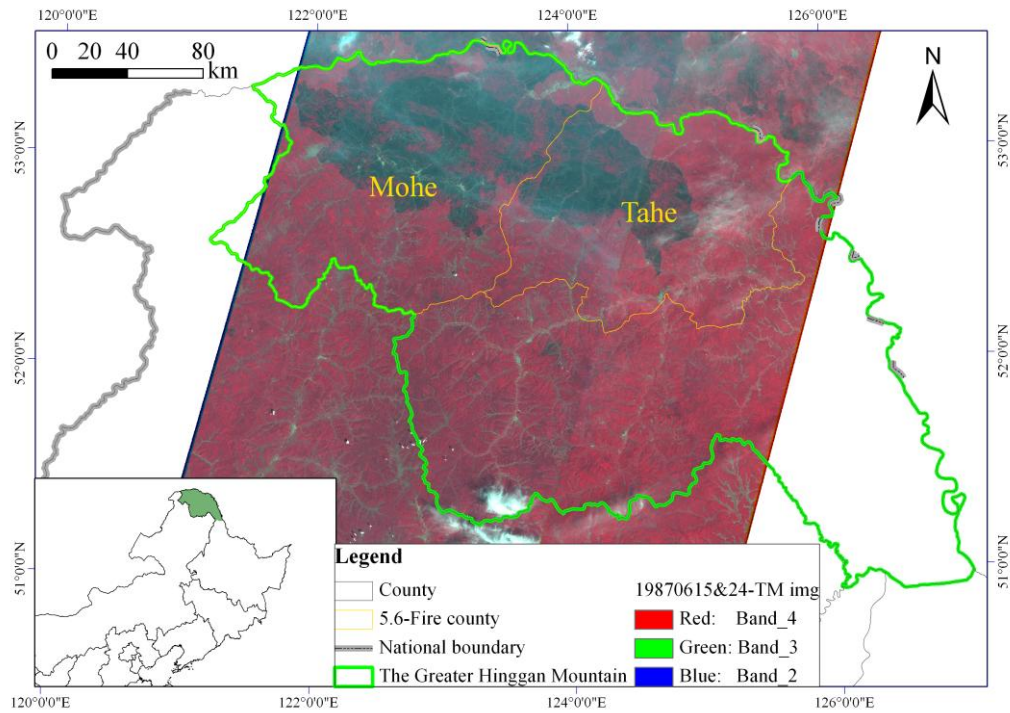 120°0'0"E 122°0'0"E 124°0'0"E 126°0'0"E
0 20 40 80
km
N
53°0'0"N 53°0'0"N
Mohe
Tahe
52°0'0"N 52°0'0"N
51°0'0"N 51°0'0"N
Legend
County
5.6-Fire county
National boundary
The Greater Hinggan Mountain
19870615&24-TM img
Red: Band_4
Green: Band_3
Blue: Band_2
120°0'0"E 122°0'0"E 124°0'0"E 126°0'0"E